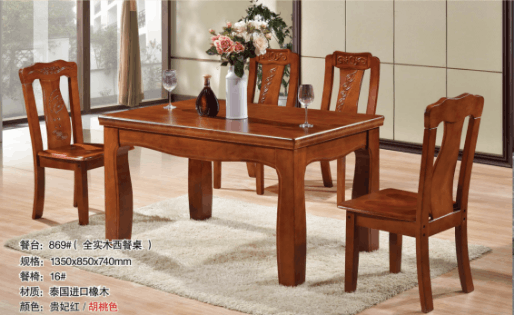 餐台：869#( 全实木西餐桌 )
规格：1350x850x740mm
餐椅：16#
材质：泰国进口橡木
颜色：贵妃红 / 胡桃色